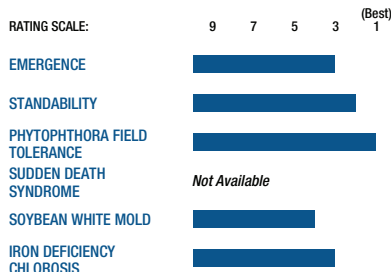 (Best)
RATING SCALE: 9 7 5 3 1
EMERGENCE
STANDABILITY
PHYTOPHTHORA FIELD
TOLERANCE
SUDDEN DEATH
SYNDROME
Not Available
SOYBEAN WHITE MOLD
IRON DEFICIENCY
CHLOROSIS